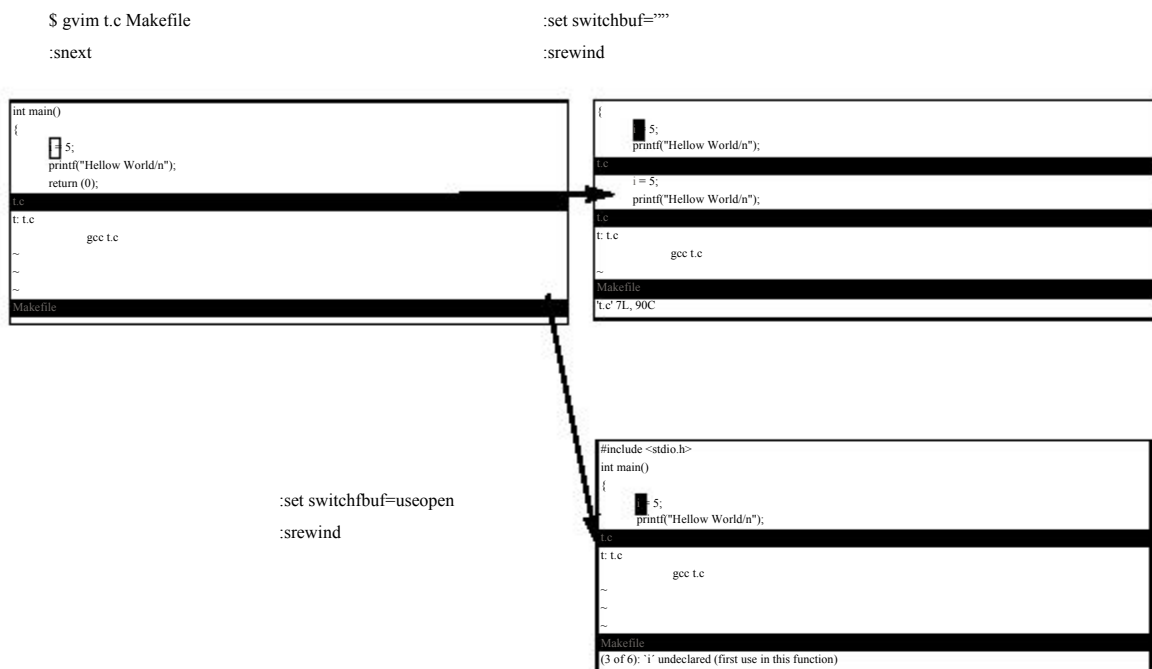 $ gvim t.c Makefile
:snext
:set switchbuf=””
:srewind
int main()
{
i = 5;
printf("Hellow World/n");
return (0);
t.c
t: t.c
gcc t.c
~
~
~
Makefile
{
i = 5;
printf("Hellow World/n");
t.c
i = 5;
printf("Hellow World/n");
t.c
t: t.c
gcc t.c
~
Makefile
't.c' 7L, 90C
:set switchfbuf=useopen
:srewind
#include <stdio.h>
int main()
{
i = 5;
printf("Hellow World/n");
t.c
t: t.c
gcc t.c
~
~
~
Makefile
(3 of 6): `i´ undeclared (first use in this function)